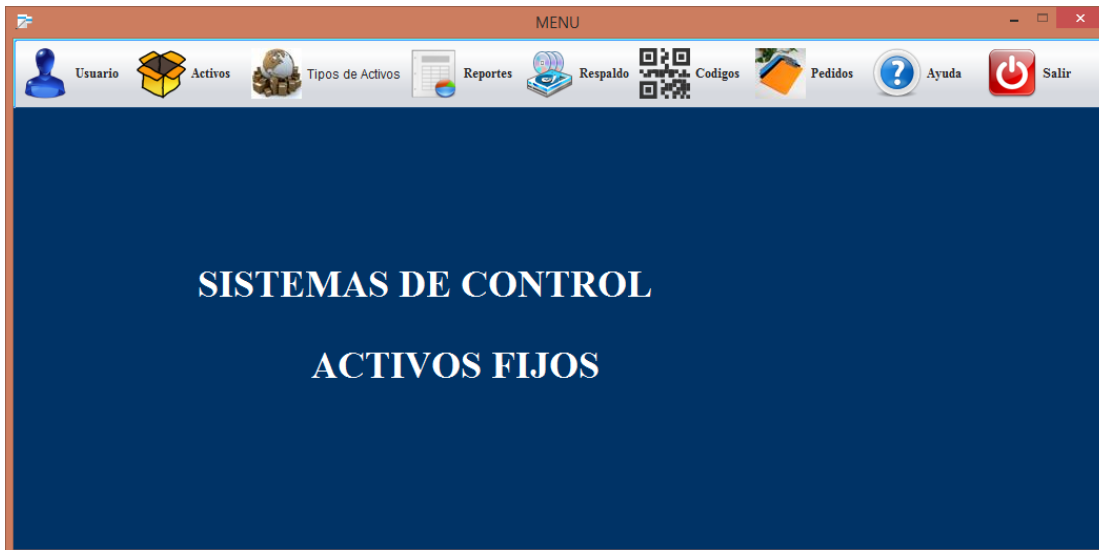 MENU
Usuario Activos Tipos de Activos Reportes Respaldo Codigos Pedidos Ayuda Salir
SISTEMAS DE CONTROL
ACTIVOS FIJOS